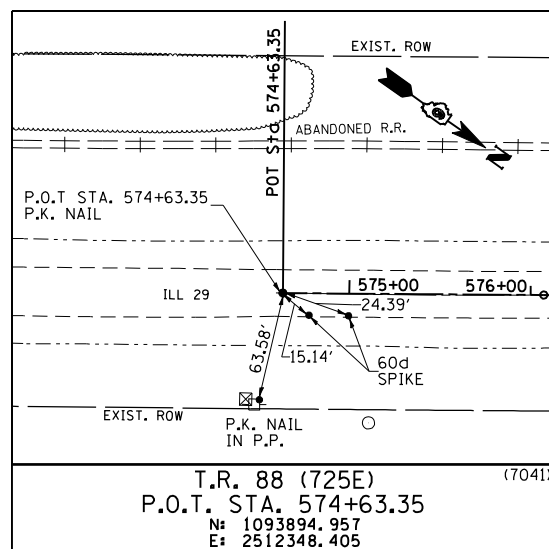 EXIST. ROW
POT Sta 574+63.35
ABANDONED R.R.
N
P.O.T STA. 574+63.35
P.K. NAIL
ILL 29
575+00
576+00
24.39'
15.14'
63.58'
60d
SPIKE
EXIST. ROW
P.K. NAIL
IN P.P.
T.R. 88 (725E)
(7041)
P.O.T. STA. 574+63.35
N: 1093894.957
E: 2512348.405